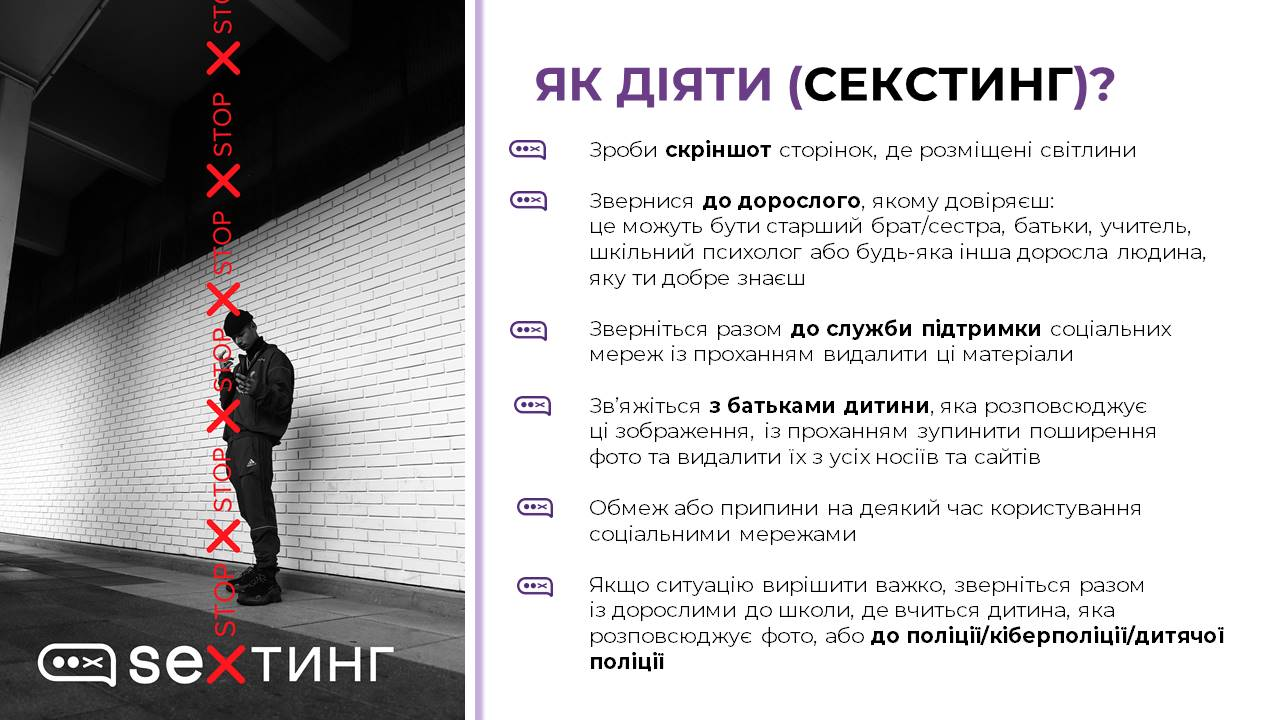 STOP
STOP
STOP
STOP
STOP
STOP
seхтинг
ЯК ДІЯТИ (СЕКСТИНГ)?
Зроби скріншот сторінок, де розміщені світлини
Звернися до дорослого, якому довіряєш:
це можуть бути старший брат/сестра, батьки, учитель,
шкільний психолог або будь-яка інша доросла людина,
яку ти добре знаєш
Зверніться разом до служби підтримки соціальних
мереж із проханням видалити ці матеріали
Зв’яжіться з батьками дитини, яка розповсюджує
ці зображення, із проханням зупинити поширення
фото та видалити їх з усіх носіїв та сайтів
Обмеж або припини на деякий час користування
соціальними мережами
Якщо ситуацію вирішити важко, зверніться разом
із дорослими до школи, де вчиться дитина, яка
розповсюджує фото, або до поліції/кіберполіції/дитячої
поліції